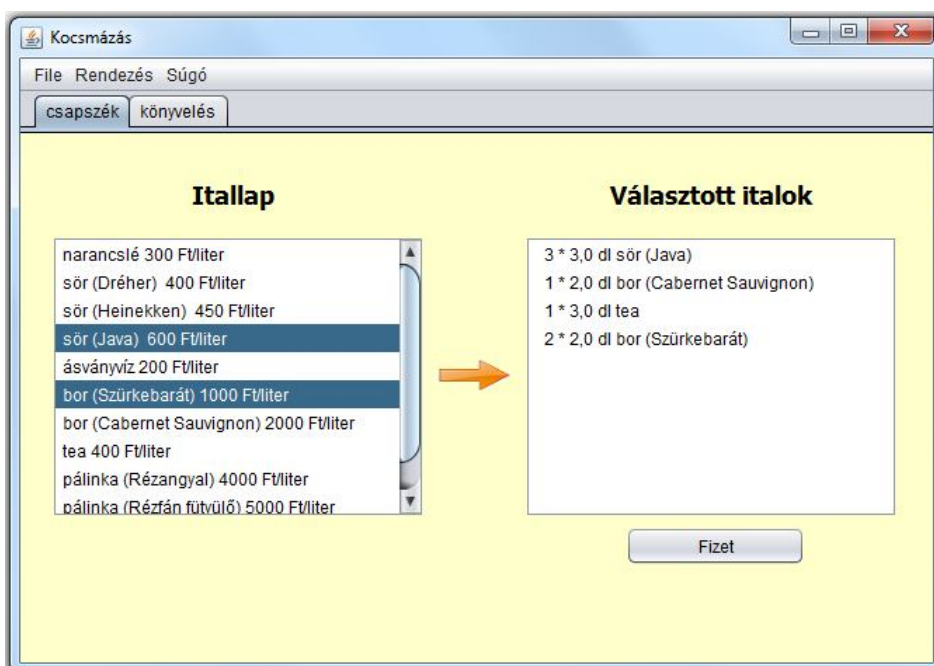 Kocsmázás
File Rendezés Súgó
csapszék könyvelés
Itallap
narancslé 300 Ft/liter
sör (Dréher)  400 Ft/liter
sör (Heinekken)  450 Ft/liter
sör (Java)  600 Ft/liter
ásványvíz 200 Ft/liter
bor (Szürkebarát) 1000 Ft/liter
bor (Cabernet Sauvignon) 2000 Ft/liter
tea 400 Ft/liter
pálinka (Rézangyal) 4000 Ft/liter
pálinka (Rézfán fütyülő) 5000 Ft/liter
Választott italok
3 * 3,0 dl sör (Java)
1 * 2,0 dl bor (Cabernet Sauvignon)
1 * 3,0 dl tea
2 * 2,0 dl bor (Szürkebarát)
Fizet